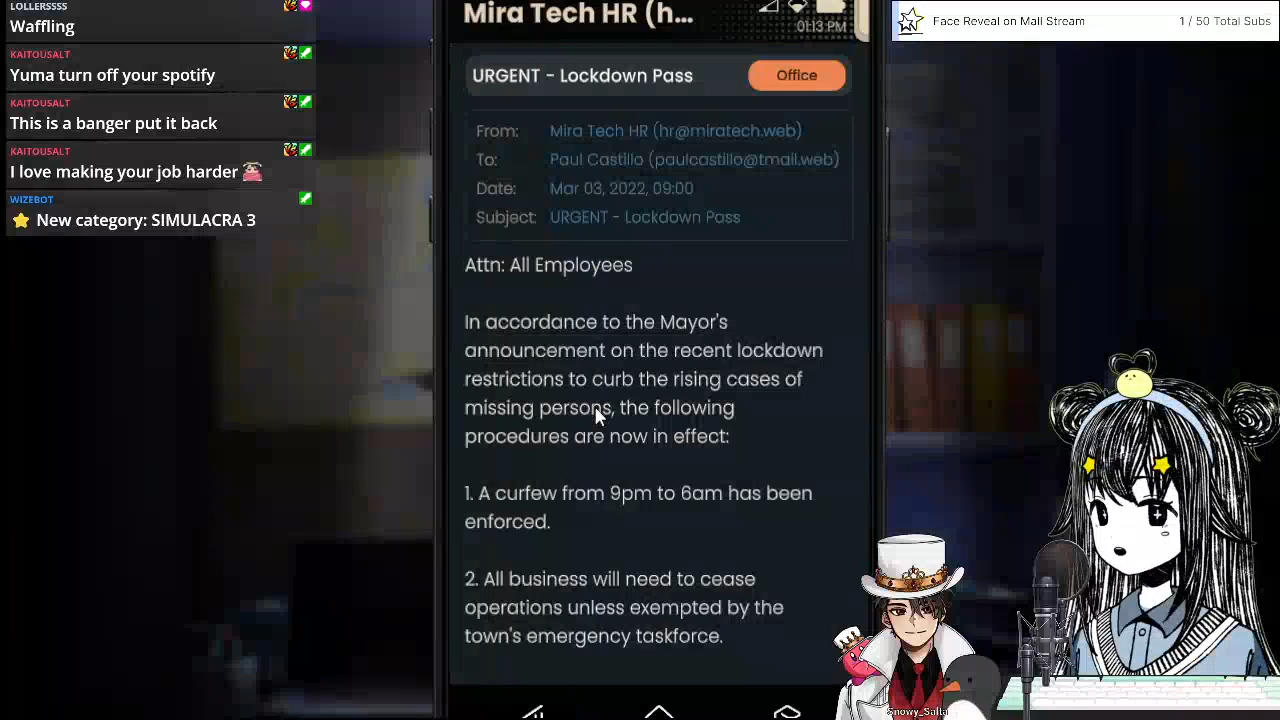 LOLLERSSSS
Waffling
KAITOUSALT
Yuma turn off your spotify
KAITOUSALT
This is a banger put it back
KAITOUSALT
I love making your job harder
WIZEBOT
New category: SIMULACRA 3
Mira Tech HR (h...
01:13 PM
URGENT - Lockdown Pass
Office
From: Mira Tech HR (hr@miratech.web)
To: Paul Castillo (paulcastillo@tmail.web)
Date: Mar 03, 2022, 09:00
Subject: URGENT - Lockdown Pass
Attn: All Employees
In accordance to the Mayor's
announcement on the recent lockdown
restrictions to curb the rising cases of
missing persons, the following
procedures are now in effect:
1. A curfew from 9pm to 6am has been
enforced.
2. All business will need to cease
operations unless exempted by the
town's emergency taskforce.
Face Reveal on Mall Stream
1 / 50 Total Subs
Snowy_Salta